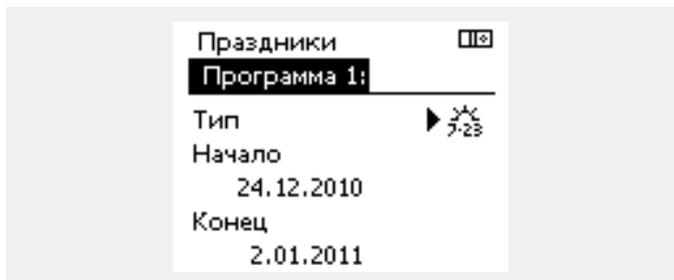 Праздники
Программа 1:
Тип 7-23
Начало
24.12.2010
Конец
2.01.2011